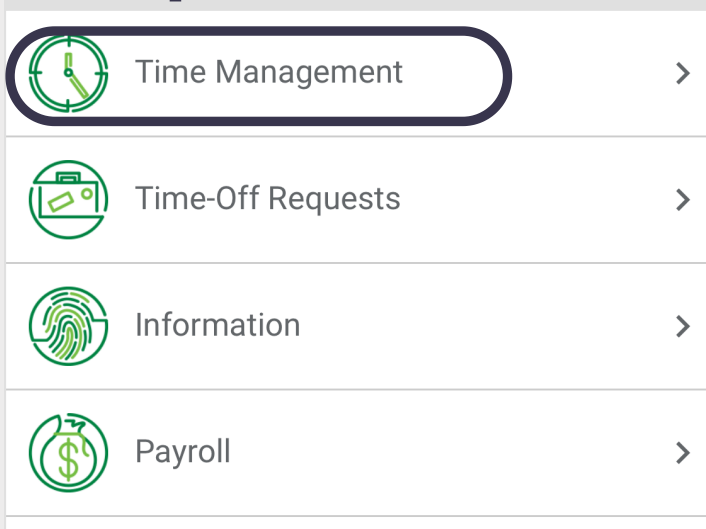 Time Management
Time-Off Requests
Information
Payroll